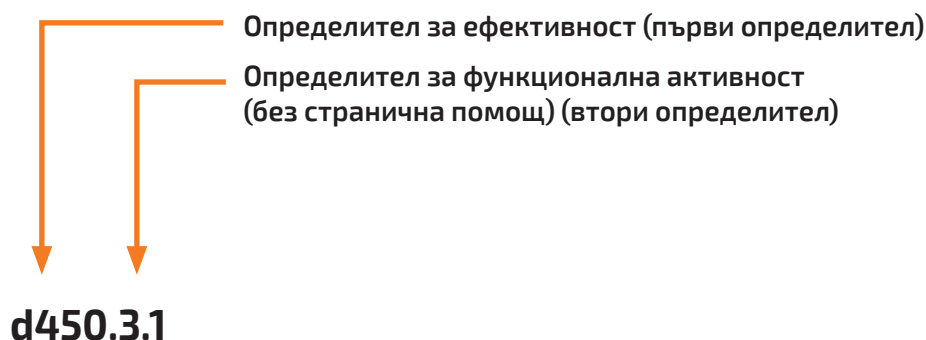 Определител за ефективност (първи определител)
Определител за функционална активност
(без странична помощ) (втори определител)
d450.3.1